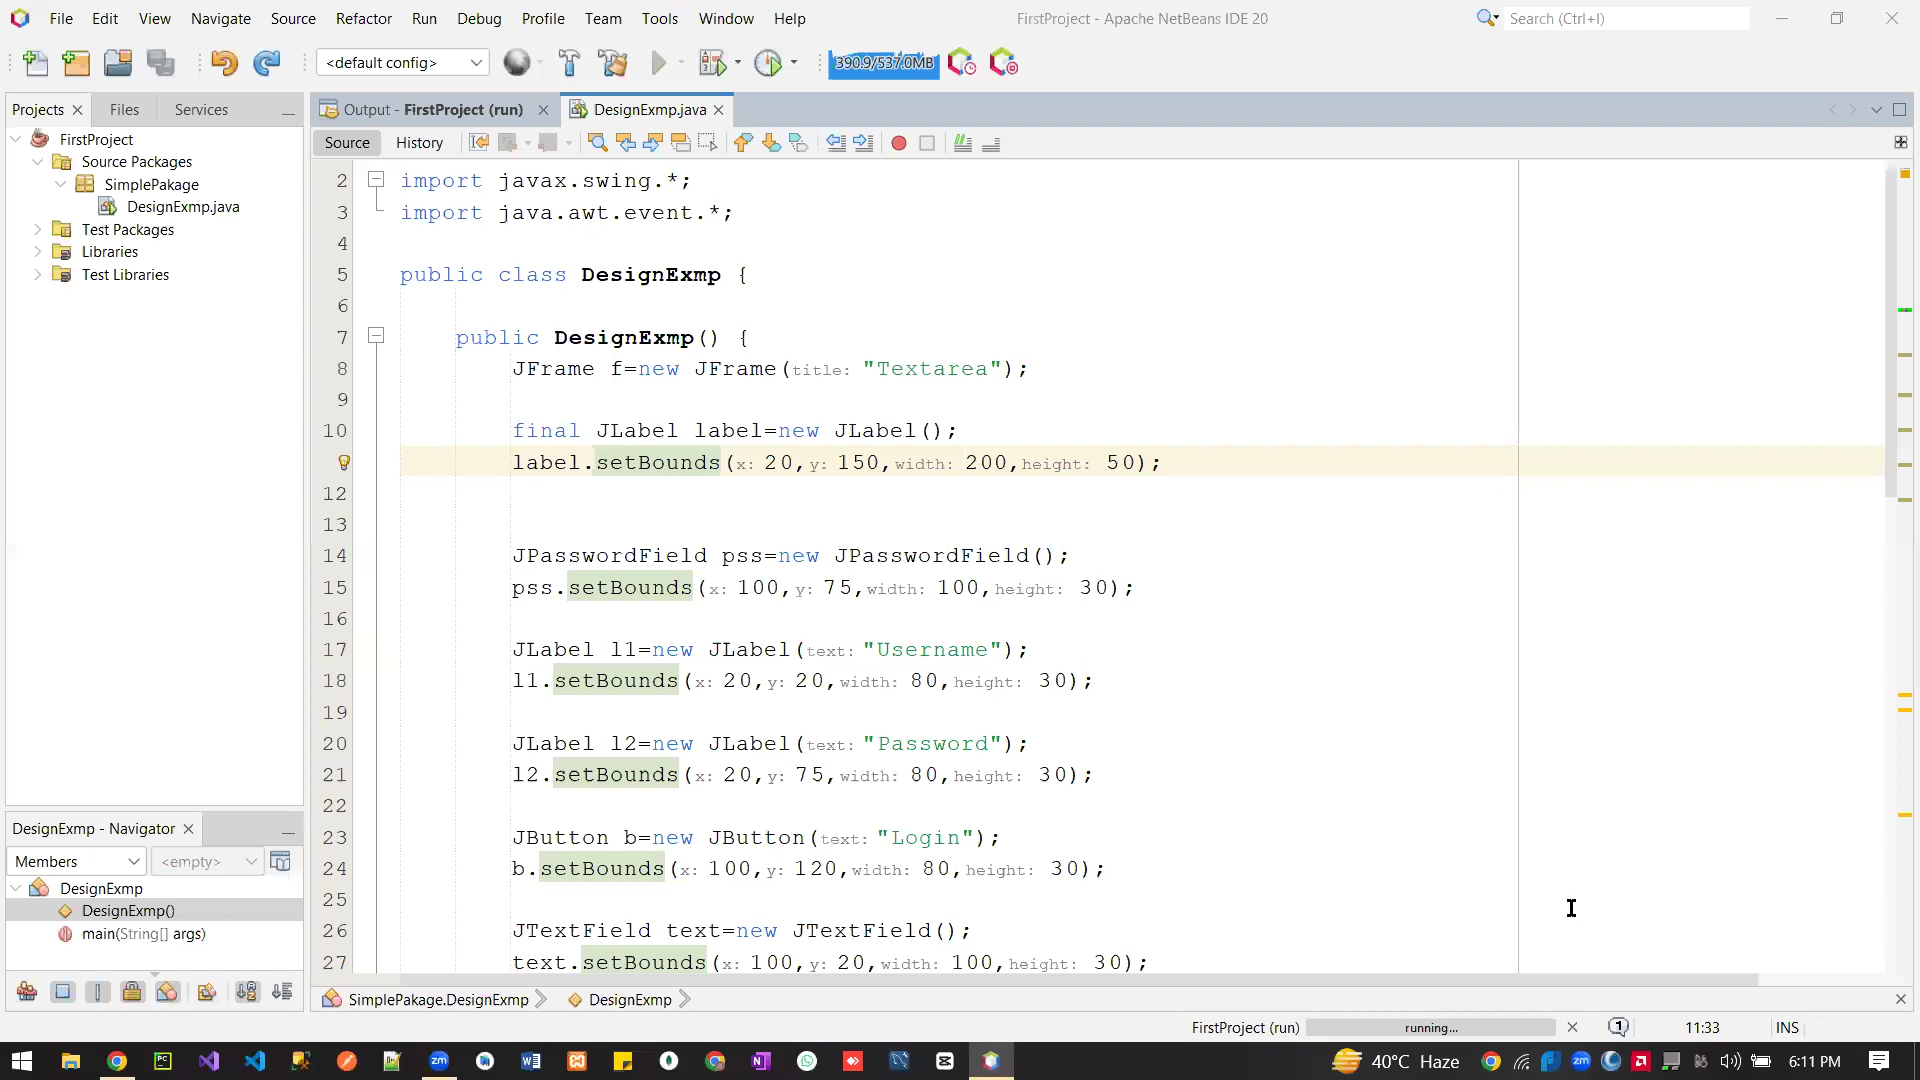 File Edit View Navigate Source Refactor Run Debug Profile Team Tools Window Help FirstProject - Apache NetBeans IDE 20 Search (Ctrl+I)
<default config> 390.9/537.0MB
Projects Files Services
FirstProject
Source Packages
SimplePakage
DesignExmp.java
Test Packages
Libraries
Test Libraries
Output - FirstProject (run) DesignExmp.java
Source History
2 import javax.swing.*;
3 import java.awt.event.*;
4
5 public class DesignExmp {
6
7 public DesignExmp() {
8 JFrame f=new JFrame(title: "Textarea");
9
10 final JLabel label=new JLabel();
label.setBounds(x: 20,y: 150,width: 200,height: 50);
12
13
14 JPasswordField pss=new JPasswordField();
15 pss.setBounds(x: 100,y: 75,width: 100,height: 30);
16
17 JLabel l1=new JLabel(text: "Username");
18 l1.setBounds(x: 20,y: 20,width: 80,height: 30);
19
20 JLabel l2=new JLabel(text: "Password");
21 l2.setBounds(x: 20,y: 75,width: 80,height: 30);
22
23 JButton b=new JButton(text: "Login");
24 b.setBounds(x: 100,y: 120,width: 80,height: 30);
25
26 JTextField text=new JTextField();
27 text.setBounds(x: 100,y: 20,width: 100,height: 30);
DesignExmp - Navigator
Members <empty>
DesignExmp
DesignExmp()
main(String[] args)
SimplePakage.DesignExmp DesignExmp
FirstProject (run) running... 1 11:33 INS
40°C Haze 6:11 PM